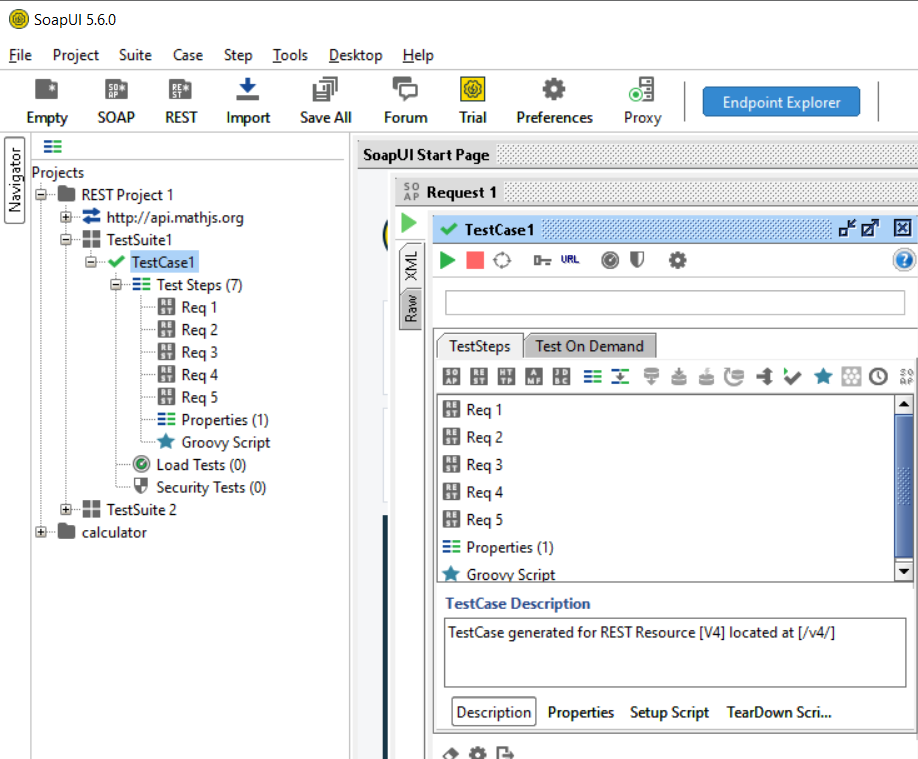 SoapUI 5.6.0
File Project Suite Case Step Tools Desktop Help
Empty SOAP REST Import Save All Forum Trial Preferences Proxy Endpoint Explorer
Navigator
Projects
REST Project 1
http://api.mathjs.org
TestSuite1
TestCase1
Test Steps (7)
Req 1
Req 2
Req 3
Req 4
Req 5
Properties (1)
Groovy Script
Load Tests (0)
Security Tests (0)
TestSuite 2
calculator
SoapUI Start Page
Request 1
XML
Raw
TestCase1
URL
TestSteps Test On Demand
Req 1
Req 2
Req 3
Req 4
Req 5
Properties (1)
Groovy Script
TestCase Description
TestCase generated for REST Resource [V4] located at [/v4/]
Description Properties Setup Script TearDown Scri...